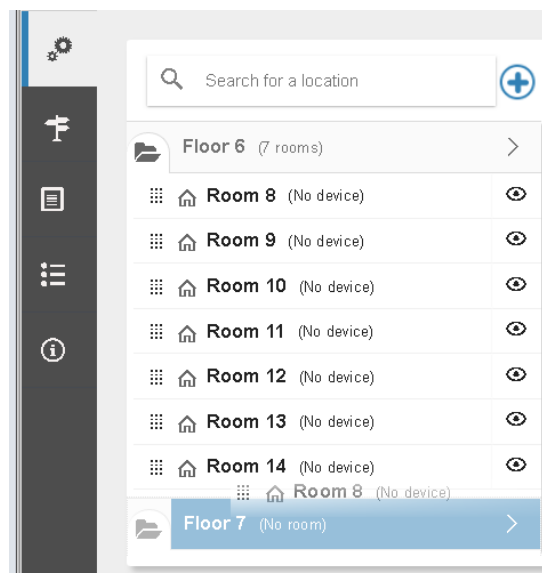 Search for a location
Floor 6 (7 rooms)
Room 8 (No device)
Room 9 (No device)
Room 10 (No device)
Room 11 (No device)
Room 12 (No device)
Room 13 (No device)
Room 14 (No device)
Room 8 (No device)
Floor 7 (No room)